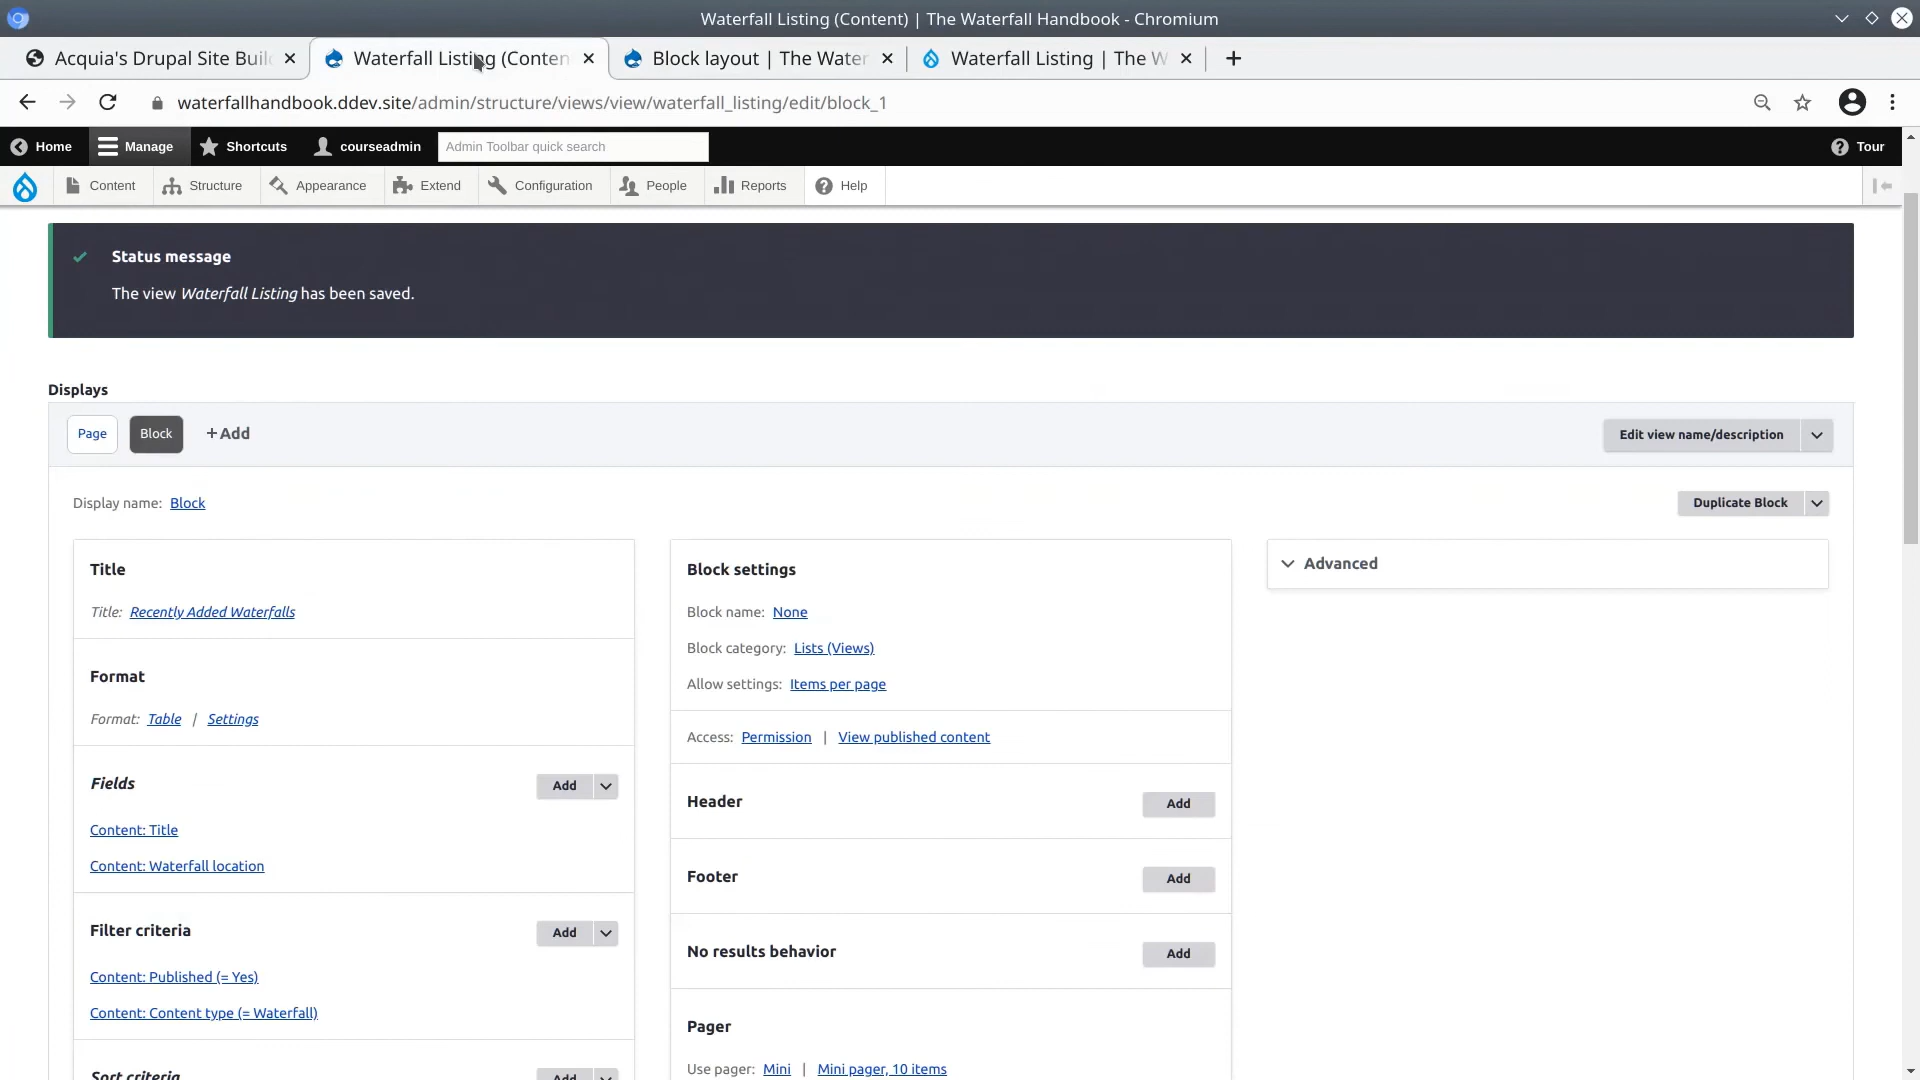 Waterfall Listing (Content) | The Waterfall Handbook - Chromium
Acquia's Drupal Site Buil
Waterfall Listing (Conten
Block layout | The Water
Waterfall Listing | The W
waterfallhandbook.ddev.site/admin/structure/views/view/waterfall_listing/edit/block_1
Home
Manage
Shortcuts
courseadmin
Admin Toolbar quick search
Tour
Content
Structure
Appearance
Extend
Configuration
People
Reports
Help
Status message
The view Waterfall Listing has been saved.
Displays
Page
Block
+Add
Edit view name/description
Display name: Block
Duplicate Block
Title
Title: Recently Added Waterfalls
Format
Format: Table | Settings
Fields
Add
Content: Title
Content: Waterfall location
Filter criteria
Add
Content: Published (= Yes)
Content: Content type (= Waterfall)
Sort criteria
Add
Block settings
Block name: None
Block category: Lists (Views)
Allow settings: Items per page
Access: Permission | View published content
Header
Add
Footer
Add
No results behavior
Add
Pager
Use pager: Mini | Mini pager, 10 items
Advanced